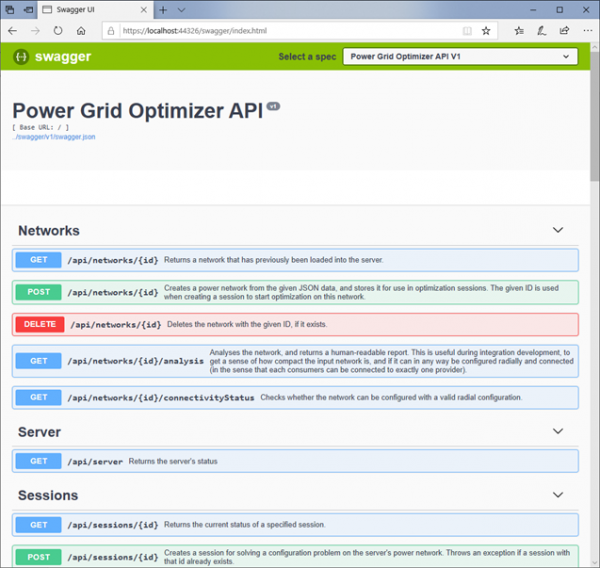 Swagger UI
https://localhost:44326/swagger/index.html
swagger
Select a spec
Power Grid Optimizer API V1
Power Grid Optimizer API v1
[ Base URL: / ]
../swagger/v1/swagger.json
Networks
GET /api/networks/{id} Returns a network that has previously been loaded into the server.
POST /api/networks/{id} Creates a power network from the given JSON data, and stores it for use in optimization sessions. The given ID is used
when creating a session to start optimization on this network.
DELETE /api/networks/{id} Deletes the network with the given ID, if it exists.
GET /api/networks/{id}/analysis Analyses the network, and returns a human-readable report. This is useful during integration development, to
get a sense of how compact the input network is, and if it can in any way be configured radially and connected
(in the sense that each consumers can be connected to exactly one provider).
GET /api/networks/{id}/connectivityStatus Checks whether the network can be configured with a valid radial configuration.
Server
GET /api/server Returns the server's status
Sessions
GET /api/sessions/{id} Returns the current status of a specified session.
POST /api/sessions/{id} Creates a session for solving a configuration problem on the server's power network. Throws an exception if a session with
that id already exists.